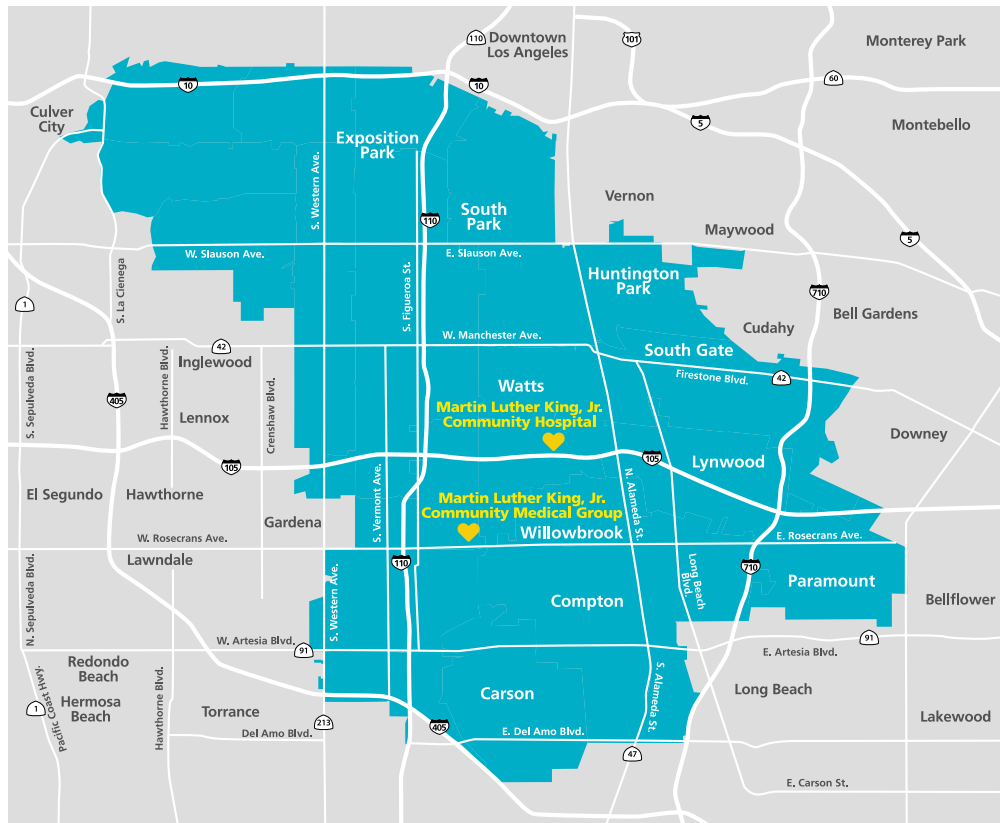 110
Downtown
Los Angeles
101
Monterey Park
10
10
60
Culver
City
5
Montebello
Exposition
Park
S. Western Ave.
Vernon
110
South
Park
Maywood
5
W. Slauson Ave.
E. Slauson Ave.
Huntington
Park
S. La Cienega
S. Figueroa St.
710
1
Bell Gardens
Cudahy
W. Manchester Ave.
42
Inglewood
South Gate
Firestone Blvd.
42
S. Sepulveda Blvd.
405
Hawthorne Blvd.
Crenshaw Blvd.
Lennox
Watts
Martin Luther King, Jr.
Community Hospital
Downey
105
105
Lynwood
El Segundo
Hawthorne
Gardena
S. Vermont Ave.
Martin Luther King, Jr.
Community Medical Group
N. Alameda St.
Willowbrook
W. Rosecrans Ave.
E. Rosecrans Ave.
Lawndale
110
710
Long Beach
Blvd.
Paramount
N. Sepulveda Blvd.
S. Western Ave.
Compton
Bellflower
W. Artesia Blvd.
91
91
E. Artesia Blvd.
Redondo
Beach
Hermosa
Beach
1
Pacific Coast Hwy.
Hawthorne Blvd.
Torrance
Carson
S. Alameda St.
Long Beach
Lakewood
213
405
Del Amo Blvd.
E. Del Amo Blvd.
47
E. Carson St.